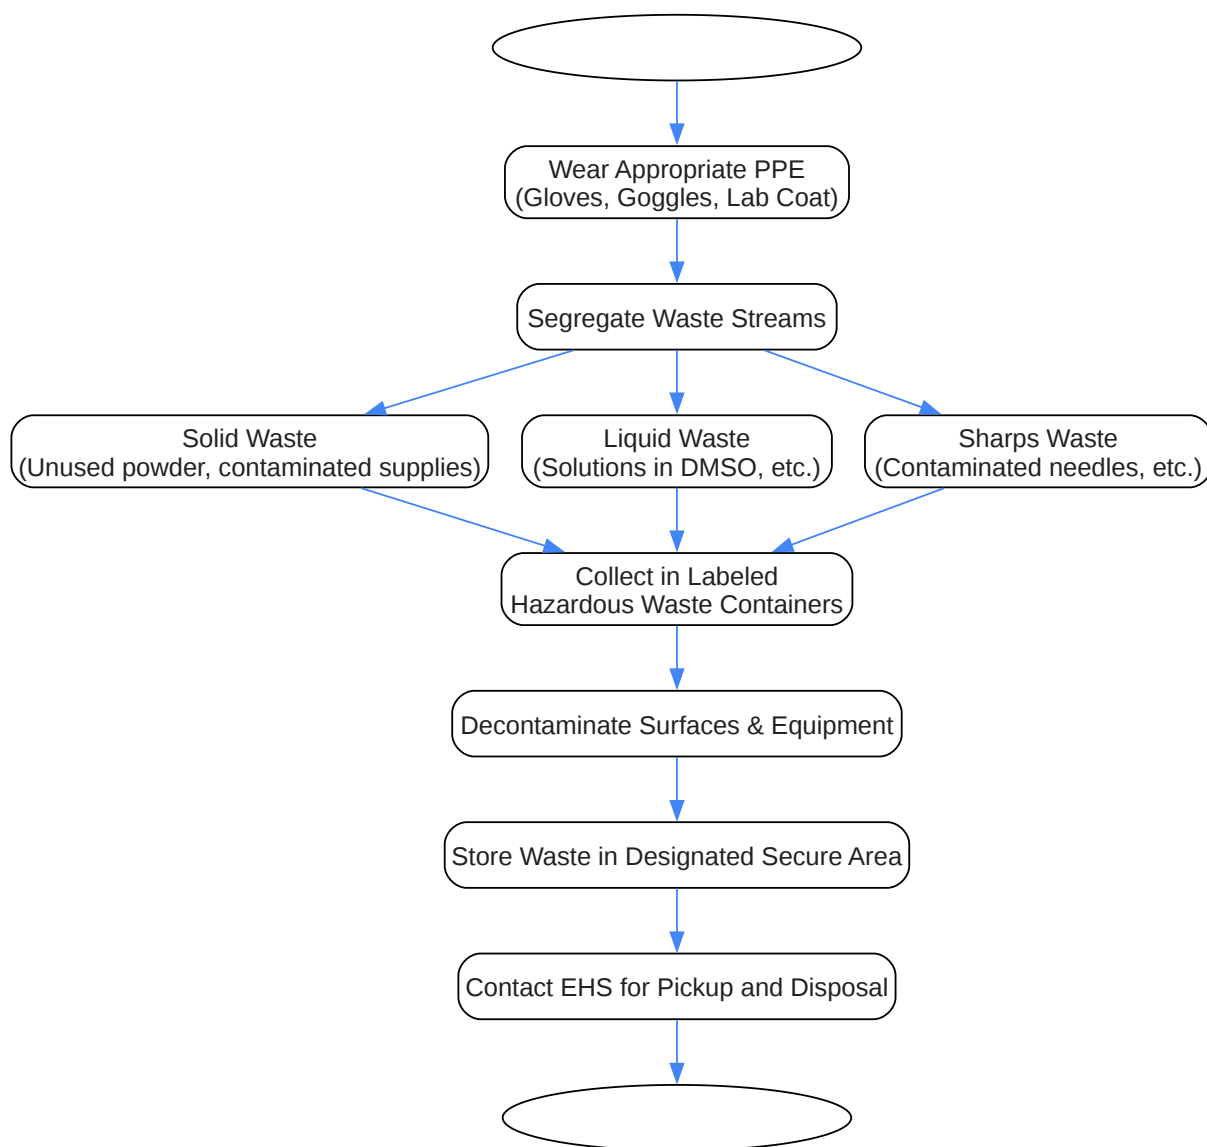 Wear Appropriate PPE
(Gloves, Goggles, Lab Coat)
Segregate Waste Streams
Solid Waste
(Unused powder, contaminated supplies)
Liquid Waste
(Solutions in DMSO, etc.)
Sharps Waste
(Contaminated needles, etc.)
Collect in Labeled
Hazardous Waste Containers
Decontaminate Surfaces & Equipment
Store Waste in Designated Secure Area
Contact EHS for Pickup and Disposal